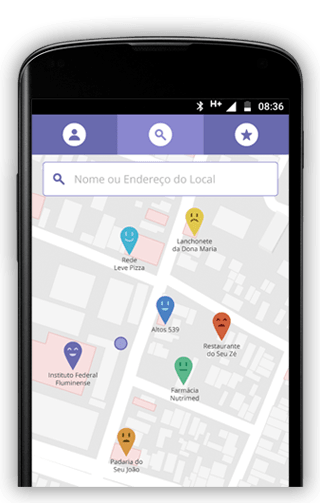 H+ 08:36
Nome ou Endereço do Local
Lanchonete
da Dona Maria
Rede
Leve Pizza
Altos 539
Restaurante
do Seu Zé
Instituto Federal
Fluminense
Farmácia
Nutrimed
Padaria do
Seu João